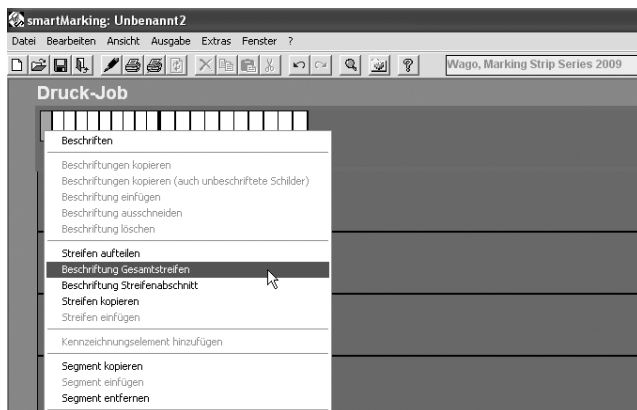 smartMarking: Unbenannt2
Datei Bearbeiten Ansicht Ausgabe Extras Fenster ?
Wago, Marking Strip Series 2009
Druck-Job
Beschriften
Beschriftungen kopieren
Beschriftungen kopieren (auch unbeschriftete Schilder)
Beschriftung einfügen
Beschriftung ausschneiden
Beschriftung löschen
Streifen aufteilen
Beschriftung Gesamtstreifen
Beschriftung Streifenabschnitt
Streifen kopieren
Streifen einfügen
Kennzeichnungselement hinzufügen
Segment kopieren
Segment einfügen
Segment entfernen